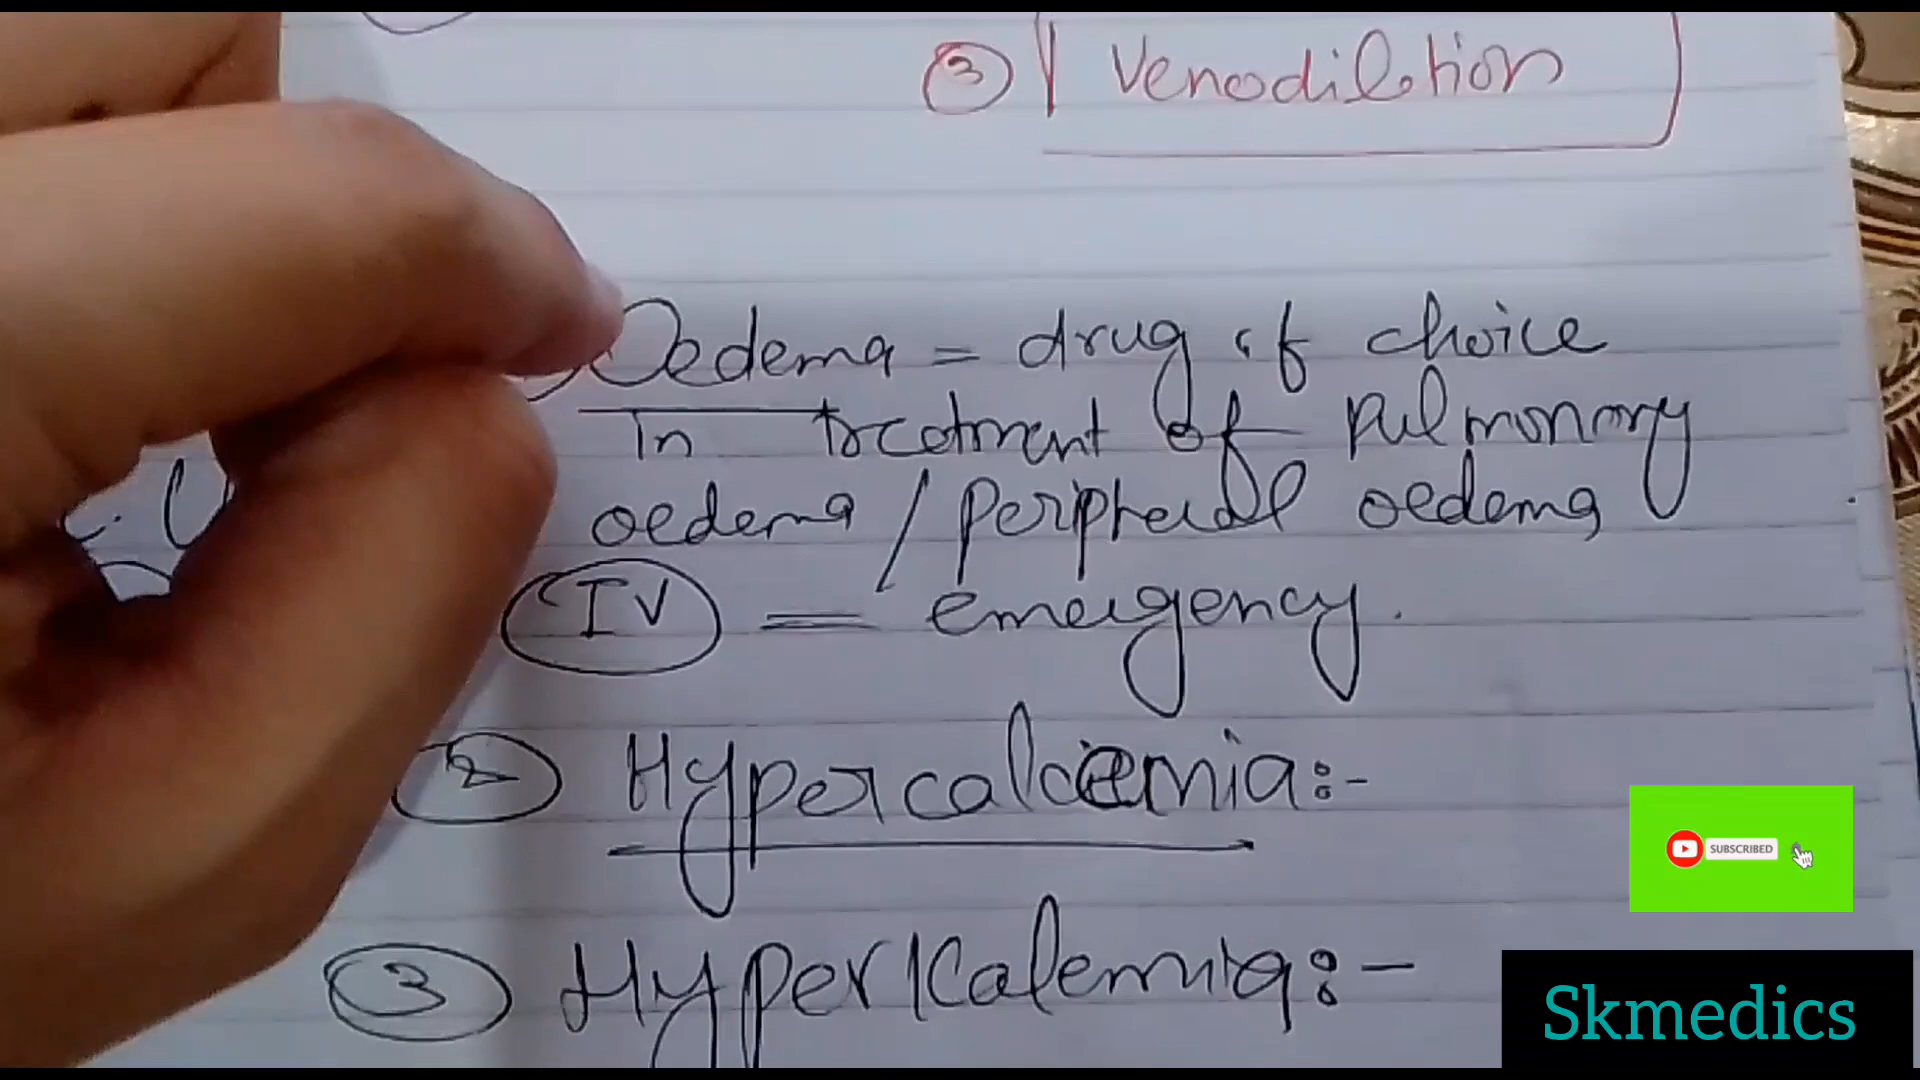 ③ Venodilation
Oedema = drug of choice
In treatment of pulmonary
oedema / Peripheral oedema
IV = emergency.
② Hypercalciemia:-
③ Hyperkalemia:-
SUBSCRIBED
Skmedics